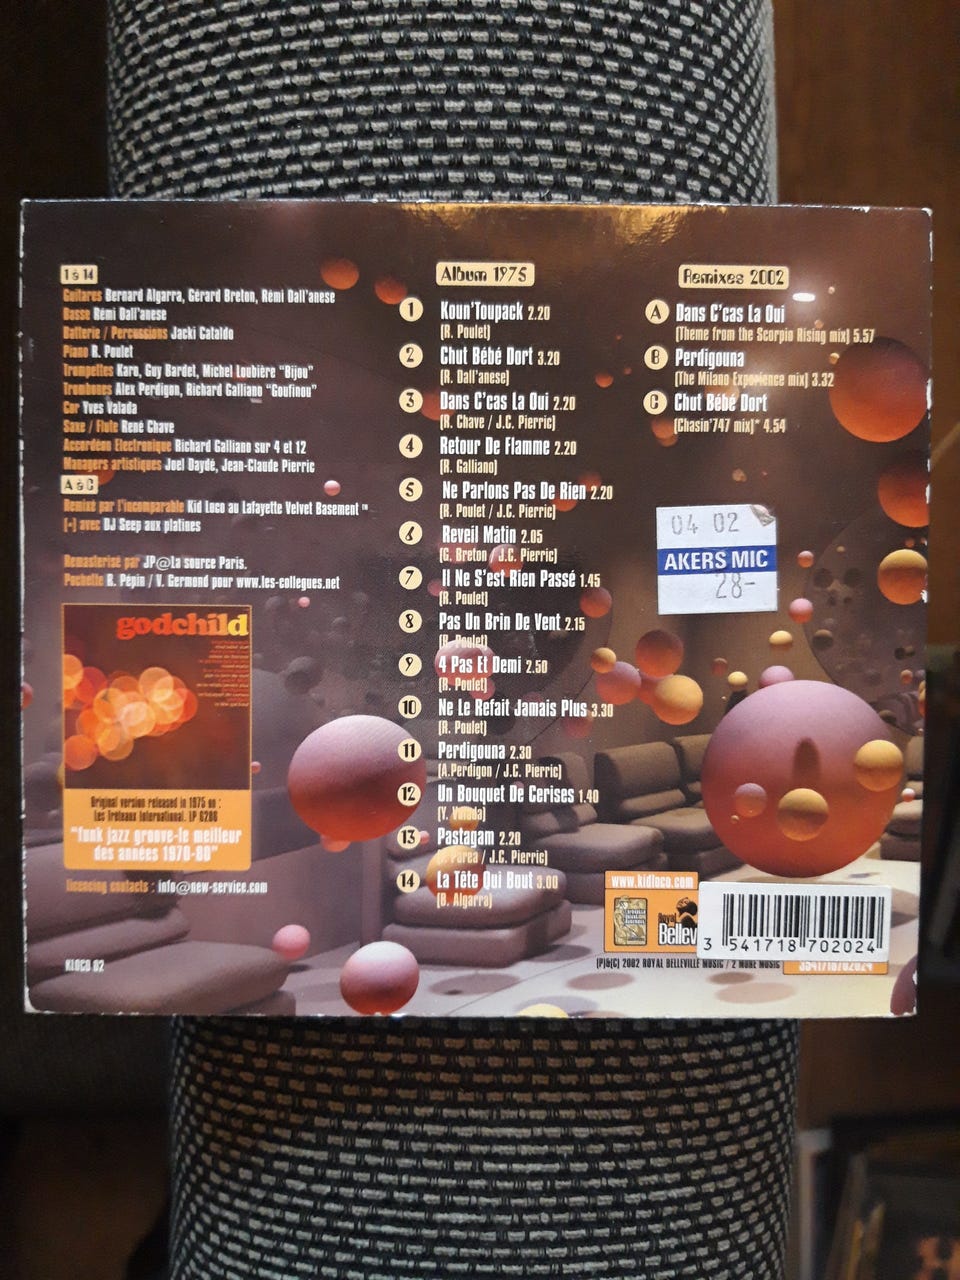 1 à 14
Guitares Bernard Algarra, Gérard Breton, Rémi Dall'anese
Basse Rémi Dall'anese
Batterie / Percussions Jacki Cataldo
Piano R. Poulet
Trompettes Karo, Guy Bardet, Michel Loubière "Bijou"
Trombones Alex Perdigon, Richard Galliano "Goufinou"
Cor Yves Valada
Saxe / Flute René Chave
Accordéon Electronique Richard Galliano sur 4 et 12
Managers artistiques Joel Daydé, Jean-Claude Pierric
A à C
Remixé par l'incomparable Kid Loco au Lafayette Velvet Basement ™
(*) avec DJ Seep aux platines
Remasterisé par JP@La source Paris.
Pochette R. Pépin / V. Germond pour www.les-collegues.net
godchild
Original version released in 1975 on :
Les Tréteaux International. LP 6286
"funk jazz groove-le meilleur
des années 1970-80"
licencing contacts : info@new-service.com
KLOCO 02
Album 1975
1 Koun'Toupack 2.20
(R. Poulet)
2 Chut Bébé Dort 3.28
(R. Dall'anese)
3 Dans C'cas La Oui 2.20
(R. Chave / J.C. Pierric)
4 Retour De Flamme 2.20
(R. Galliano)
5 Ne Parlons Pas De Rien 2.20
(R. Poulet / J.C. Pierric)
6 Reveil Matin 2.05
(G. Breton / J.C. Pierric)
7 Il Ne S'est Rien Passé 1.45
(R. Poulet)
8 Pas Un Brin De Vent 2.15
(R. Poulet)
9 4 Pas Et Demi 2.50
(R. Poulet)
10 Ne Le Refait Jamais Plus 3.30
(R. Poulet)
11 Perdigouna 2.30
(A.Perdigon / J.C. Pierric)
12 Un Bouquet De Cerises 1.40
(Y. Valada)
13 Pastagam 2.20
Parea / J.C. Pierric)
14 La Tête Qui Bout 3.00
(B. Algarra)
Remixes 2002
A Dans C'cas La Oui
(Theme from the Scorpio Rising mix) 5.57
B Perdigouna
(The Milano Experience mix) 3.32
C Chut Bébé Dort
(Chasin'747 mix)* 4.54
04 02
AKERS MIC
28-
www.kidloco.com
Royal
Bellev
3 541718 702024
(P)&(C) 2002 ROYAL BELLEVILLE MUSIC / 2 MORE MUSIC
3541718702024